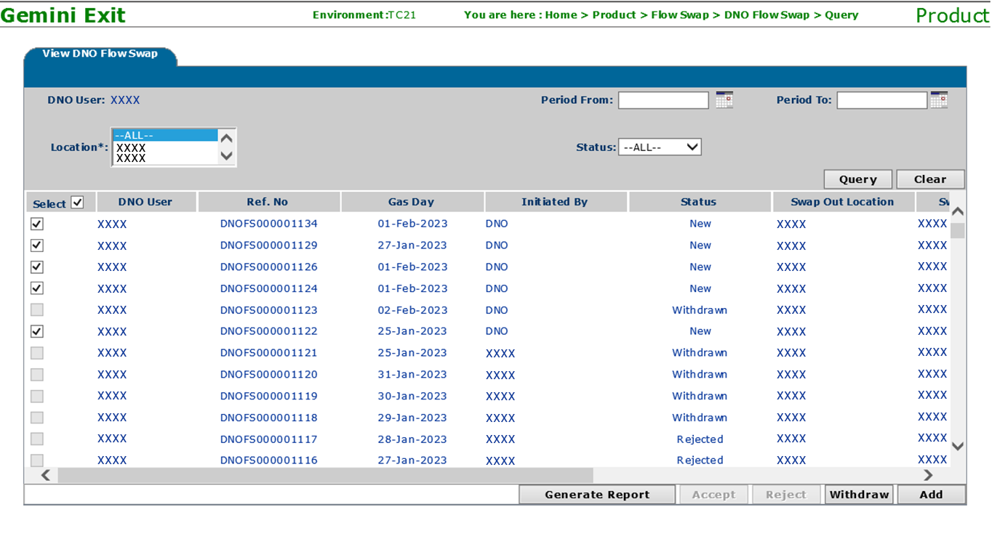 Gemini Exit Environment:TC21 You are here : Home > Product > Flow Swap > DNO Flow Swap > Query Product
View DNO Flow Swap
DNO User: XXXX Period From: Period To:
Location*: --ALL-- XXXX XXXX Status: --ALL--
Query Clear
Select DNO User Ref. No Gas Day Initiated By Status Swap Out Location Sw
XXXX DNOFS000001134 01-Feb-2023 DNO New XXXX XXXX
XXXX DNOFS000001129 27-Jan-2023 DNO New XXXX XXXX
XXXX DNOFS000001126 01-Feb-2023 DNO New XXXX XXXX
XXXX DNOFS000001124 01-Feb-2023 DNO New XXXX XXXX
XXXX DNOFS000001123 02-Feb-2023 DNO Withdrawn XXXX XXXX
XXXX DNOFS000001122 25-Jan-2023 DNO New XXXX XXXX
XXXX DNOFS000001121 25-Jan-2023 XXXX Withdrawn XXXX XXXX
XXXX DNOFS000001120 31-Jan-2023 XXXX Withdrawn XXXX XXXX
XXXX DNOFS000001119 30-Jan-2023 XXXX Withdrawn XXXX XXXX
XXXX DNOFS000001118 29-Jan-2023 XXXX Withdrawn XXXX XXXX
XXXX DNOFS000001117 28-Jan-2023 XXXX Rejected XXXX XXXX
XXXX DNOFS000001116 27-Jan-2023 XXXX Rejected XXXX XXXX
Generate Report Accept Reject Withdraw Add